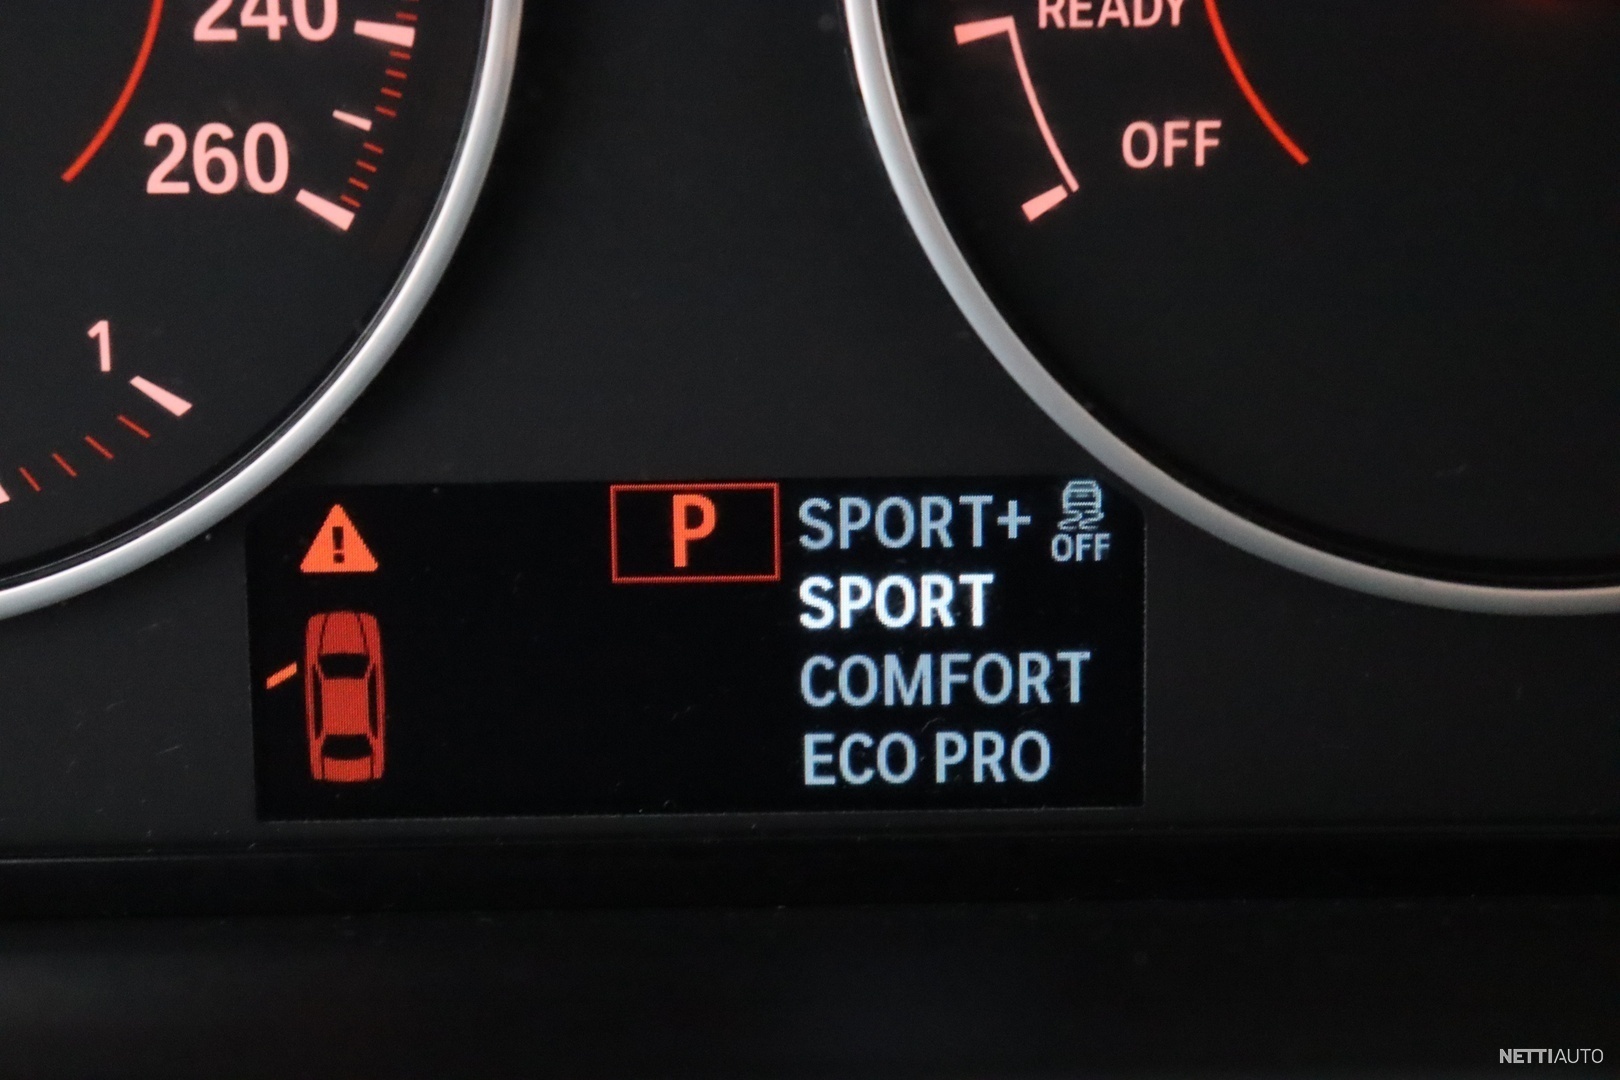 240
260
1
READY
OFF
P
SPORT+
OFF
SPORT
COMFORT
ECO PRO
NETTIAUTO